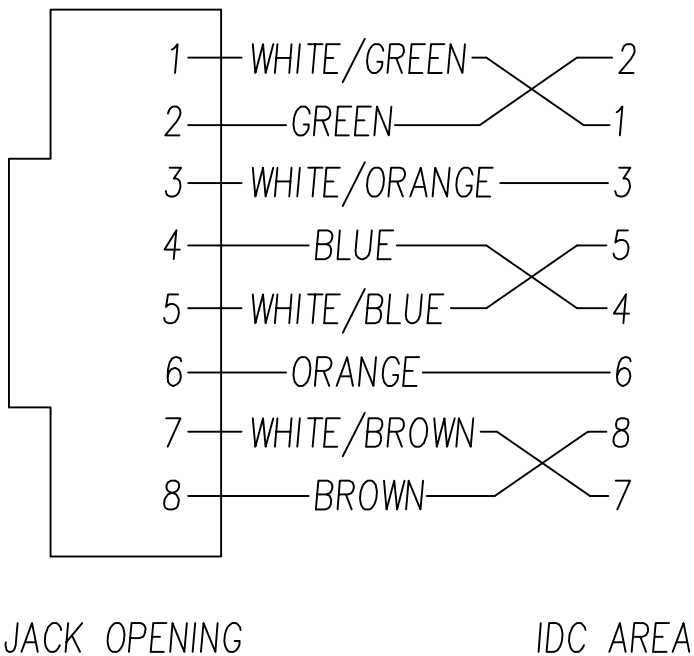 1 WHITE/GREEN 2
2 GREEN 1
3 WHITE/ORANGE 3
4 BLUE 5
5 WHITE/BLUE 4
6 ORANGE 6
7 WHITE/BROWN 8
8 BROWN 7
JACK OPENING IDC AREA